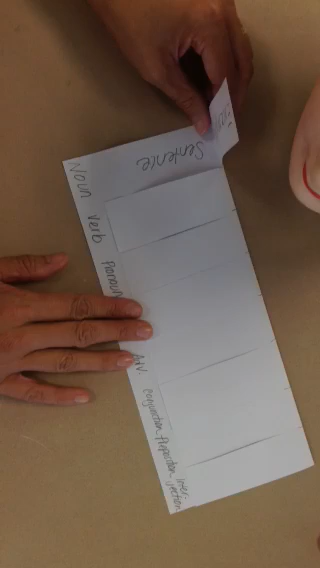 Sentence
Noun Verb Pronoun Adv. Conjunction Preposition Inter-
jection